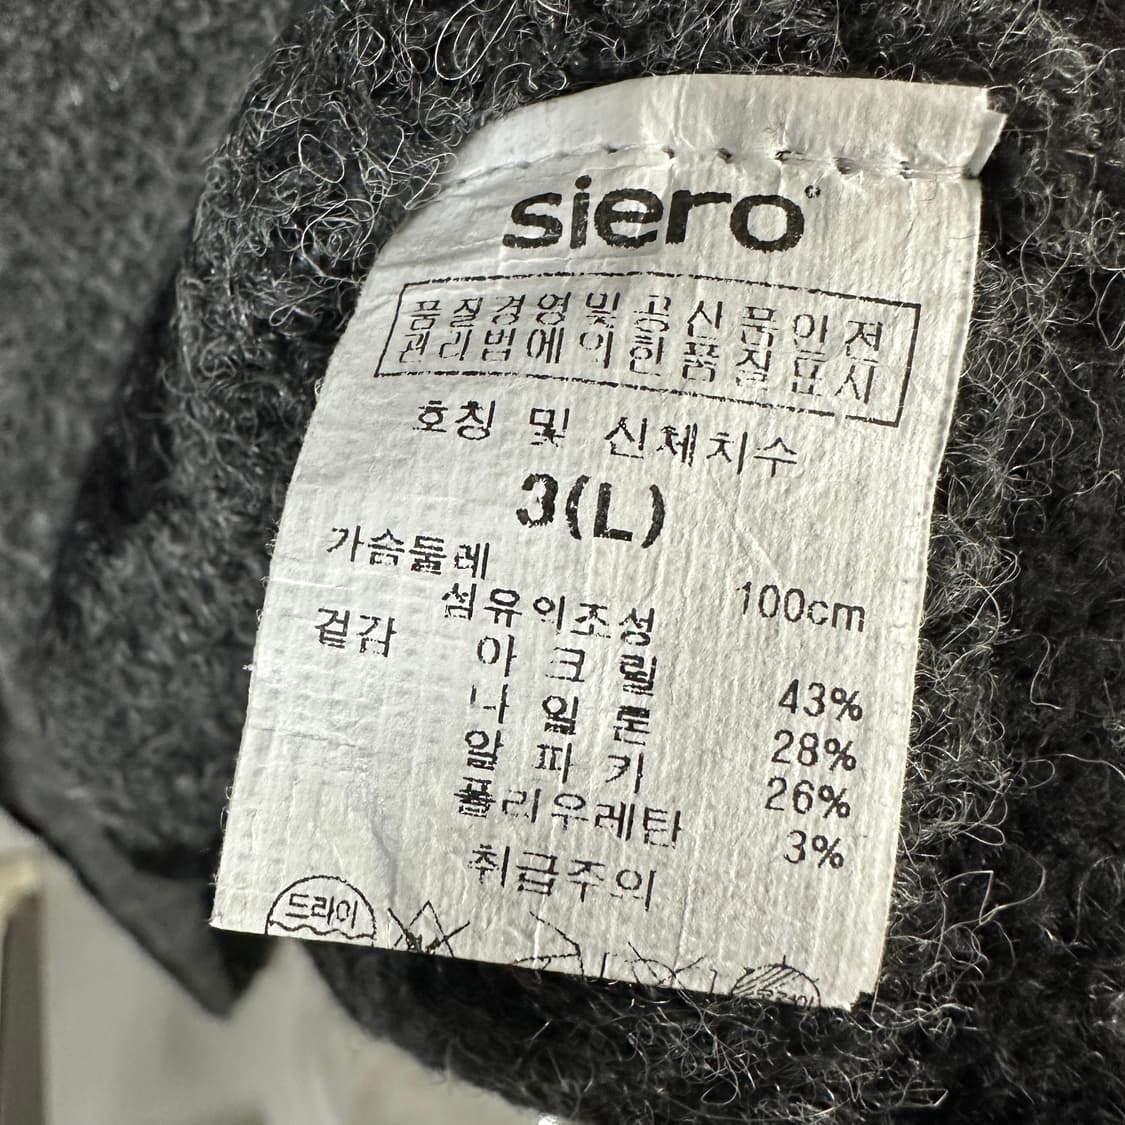 siero
품질경영및공산품안전
관리법에의한품질표시
호칭 및 신체치수
3(L)
가슴둘레 100cm
섬유의조성
겉감 아크릴 43%
나일론 28%
알파카 26%
폴리우레탄 3%
취급주의
드라이